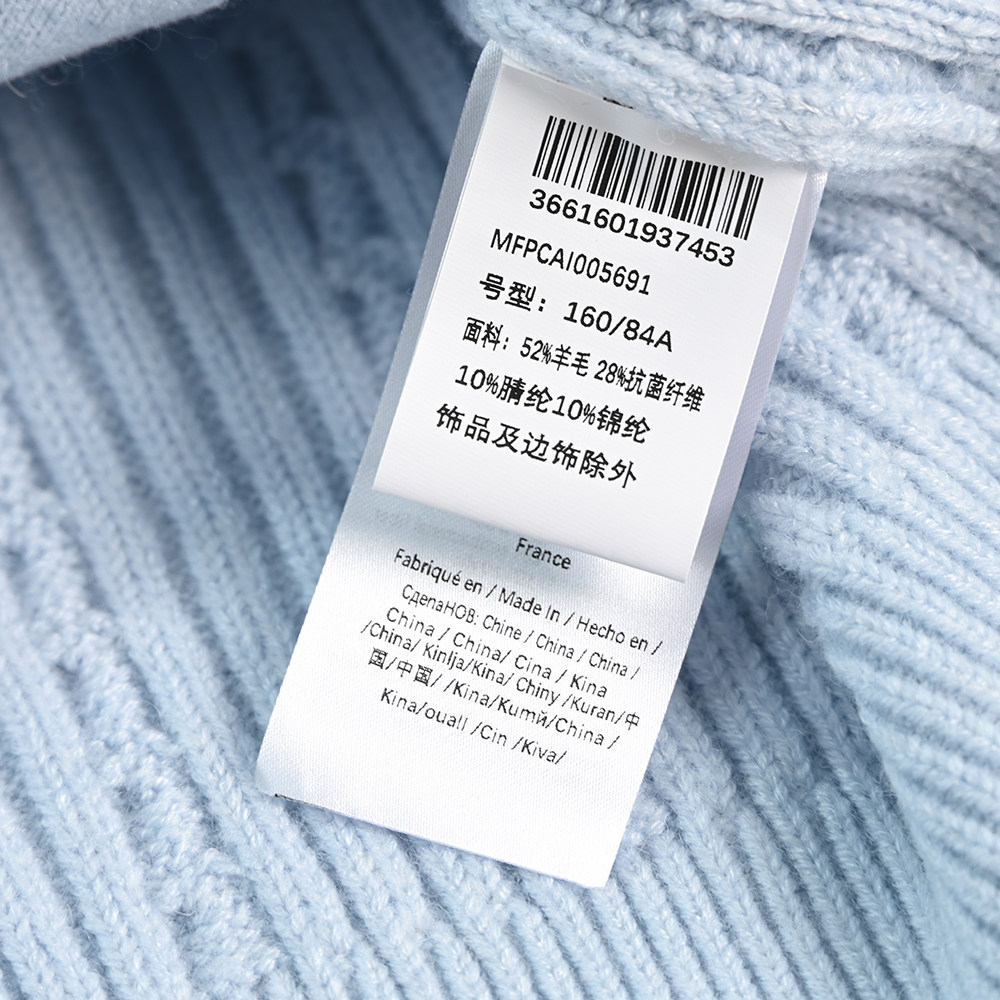 3661601937453
MFPCAI005691
号型：160/84A
面料：52%羊毛 28%抗菌纤维
10%腈纶10%锦纶
饰品及边饰除外
France
Fabriqué en / Made In / Hecho en /
СделаНОВ: Chine / China / China /
China / China/ Cina / Kina
/China/ Kinlja/Kina/ Chiny /Kuran/中
国/中国/ /Kina/Kumй/China /
Kina/ouall /Cin /Kiva/